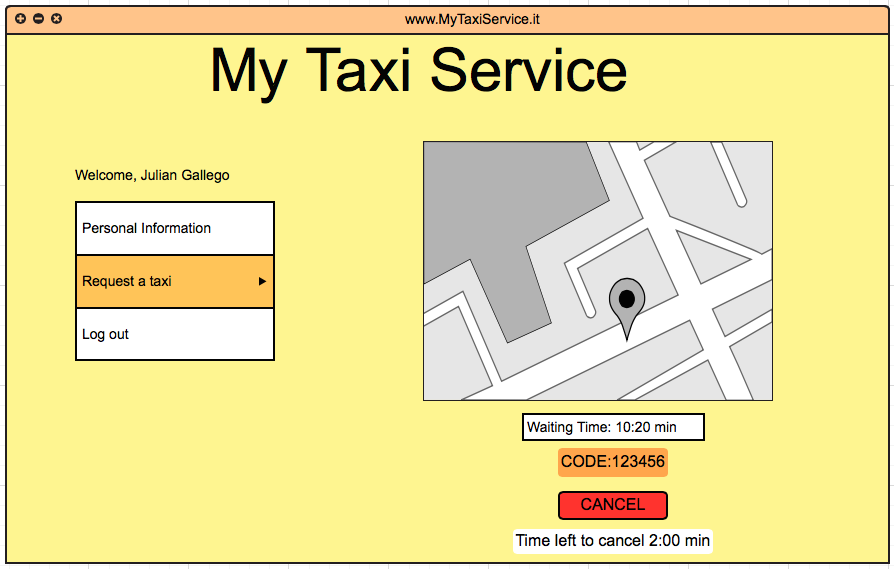 www.MyTaxiService.it
My Taxi Service
Welcome, Julian Gallego
Personal Information
Request a taxi
Log out
Waiting Time: 10:20 min
CODE:123456
CANCEL
Time left to cancel 2:00 min